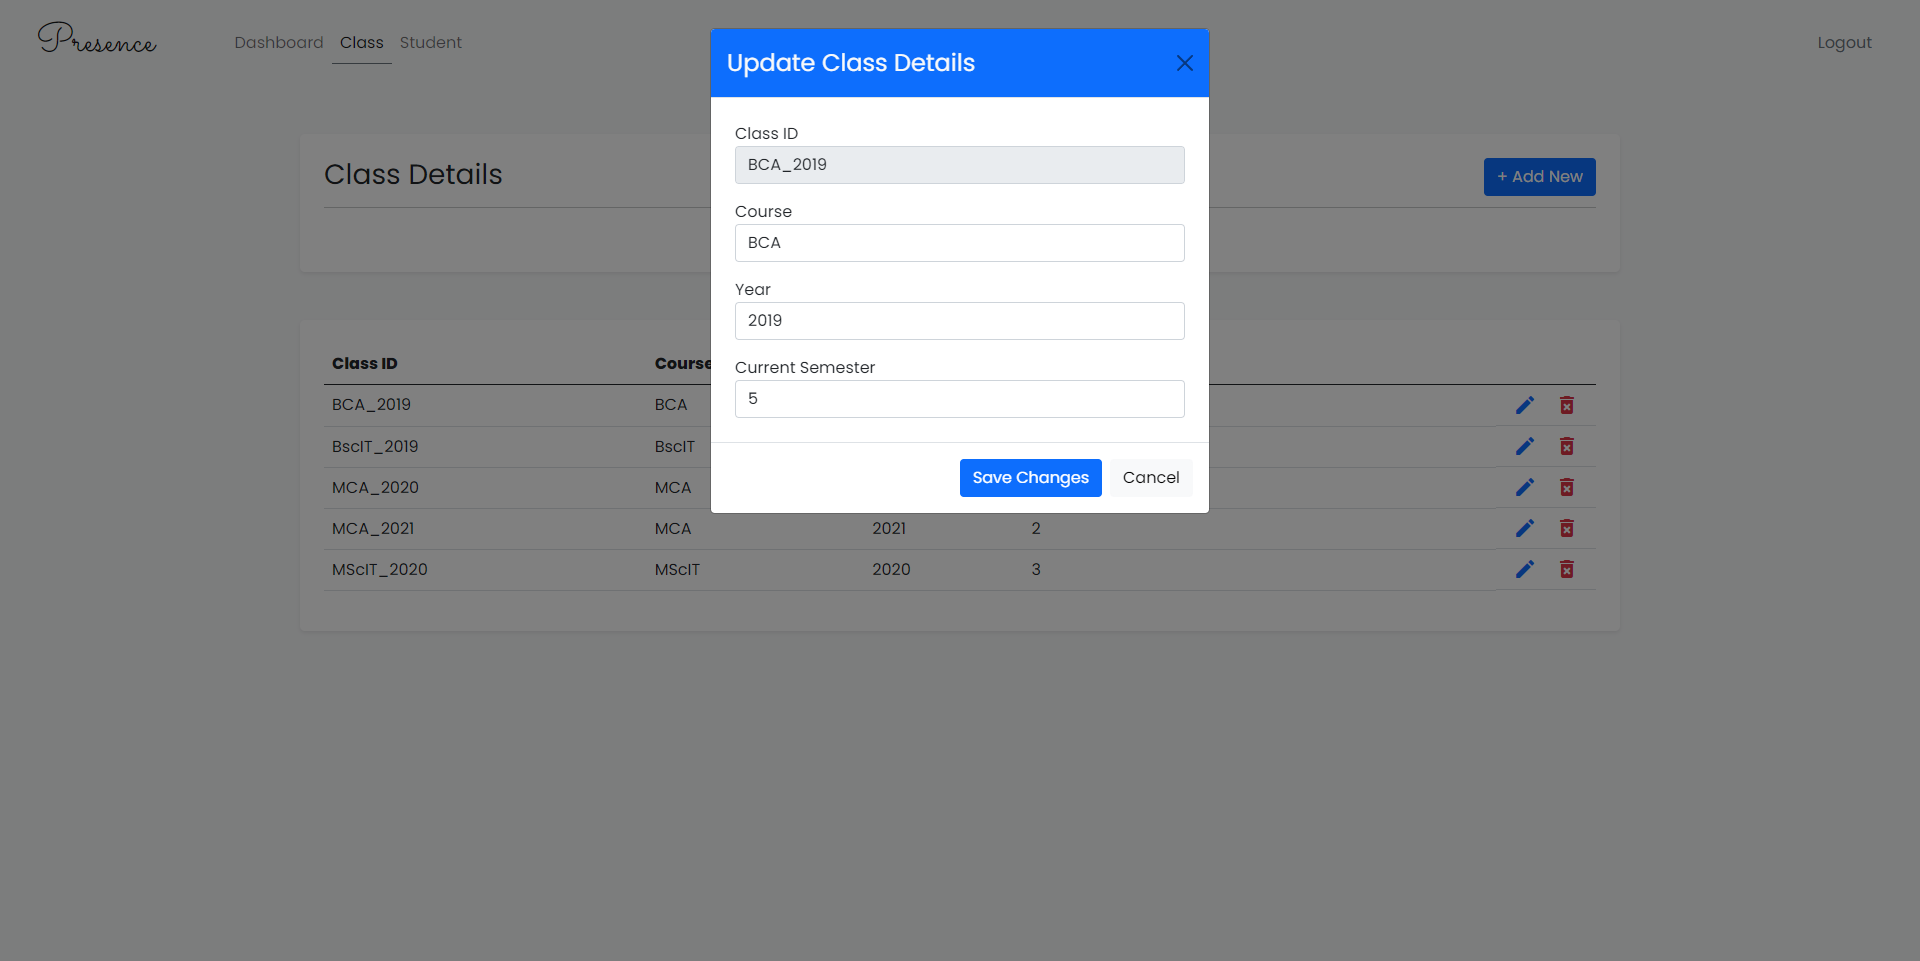 Presence
Dashboard Class Student
Logout
Update Class Details
Class ID
BCA_2019
Course
BCA
Year
2019
Current Semester
5
Save Changes Cancel
Class Details
+ Add New
Class ID Course
BCA_2019 BCA
BscIT_2019 BscIT
MCA_2020 MCA
MCA_2021 MCA 2021 2
MScIT_2020 MScIT 2020 3